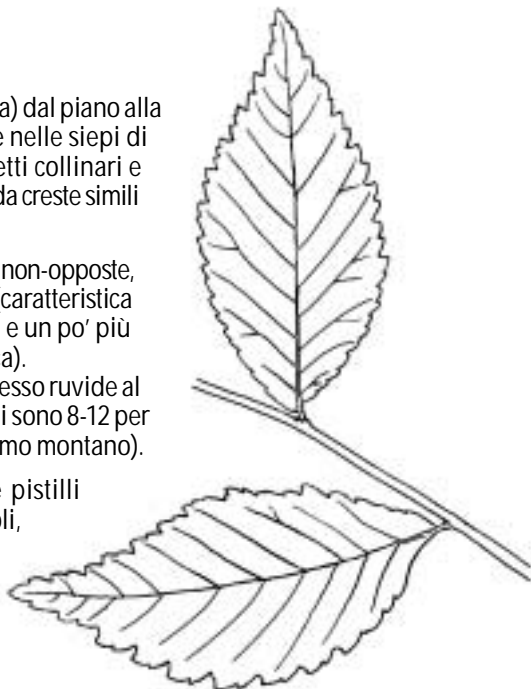 a) dal piano alla
e nelle siepi di
etti collinari e
da creste simili
non-opposte,
caratteristica
e un po' più
a).
esso ruvide al
i sono 8-12 per
mo montano).
e pistilli
oli,